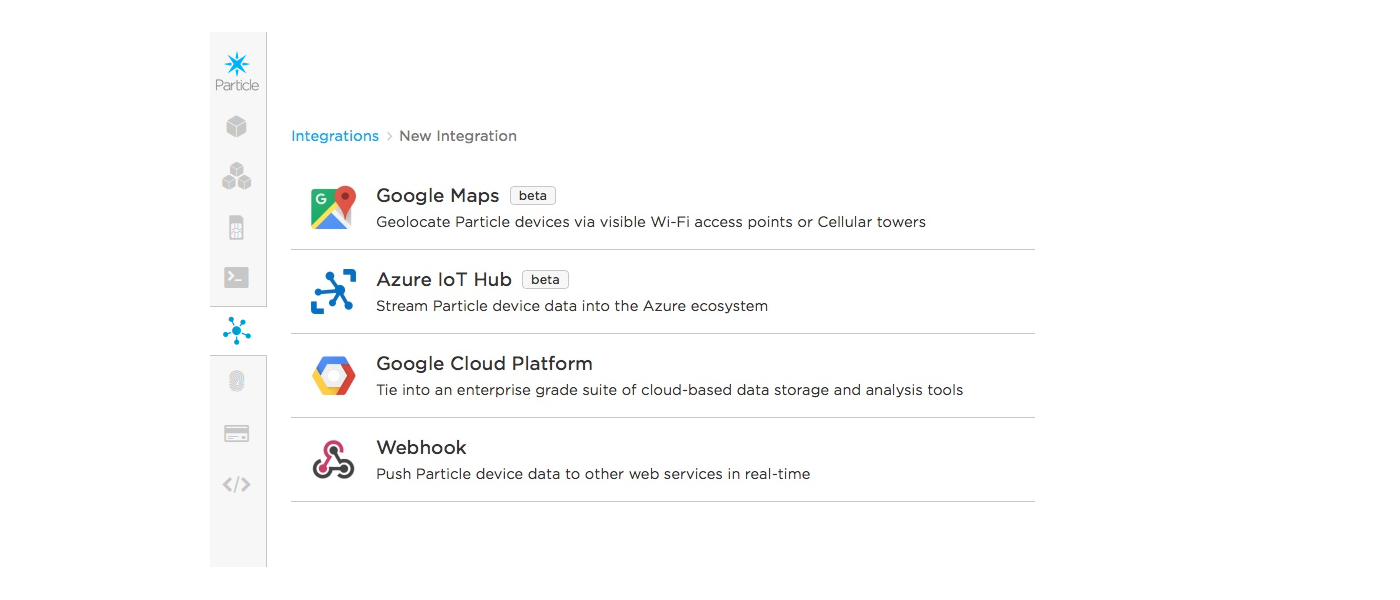 Particle
Integrations > New Integration
Google Maps beta
Geolocate Particle devices via visible Wi-Fi access points or Cellular towers
Azure IoT Hub beta
Stream Particle device data into the Azure ecosystem
Google Cloud Platform
Tie into an enterprise grade suite of cloud-based data storage and analysis tools
Webhook
Push Particle device data to other web services in real-time